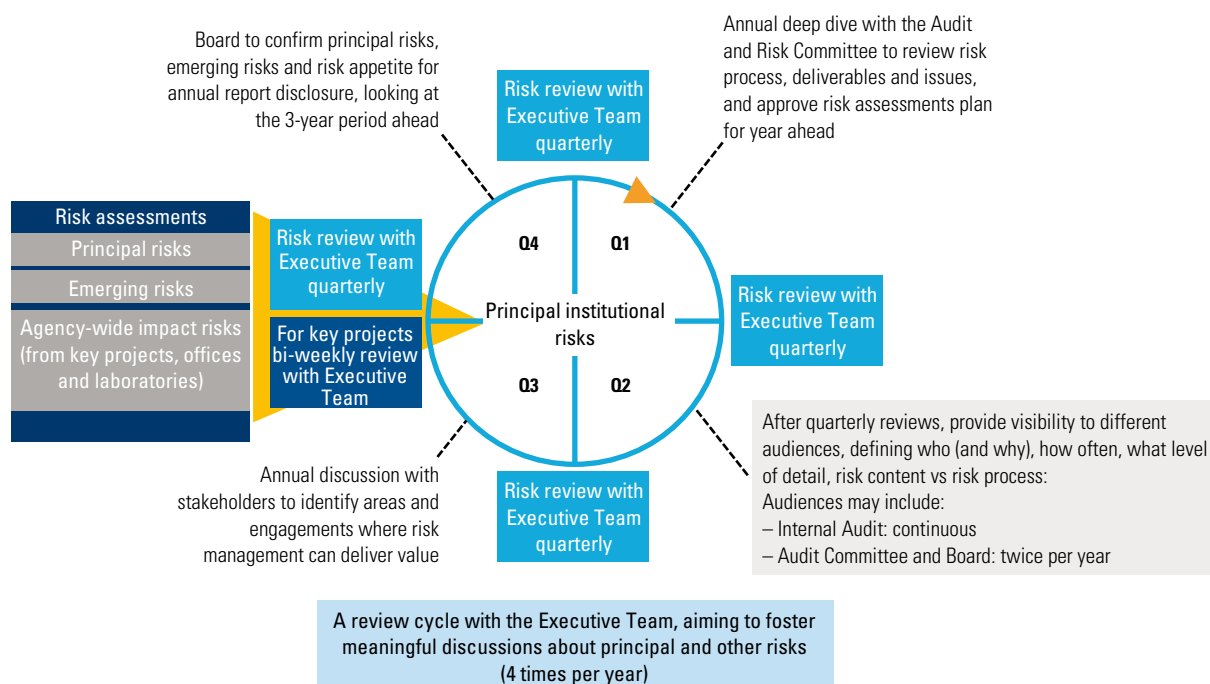 Board to confirm principal risks,
emerging risks and risk appetite for
annual report disclosure, looking at
the 3-year period ahead
Risk review with
Executive Team
quarterly
Annual deep dive with the Audit
and Risk Committee to review risk
process, deliverables and issues,
and approve risk assessments plan
for year ahead
Risk assessments
Principal risks
Emerging risks
Agency-wide impact risks
(from key projects, offices
and laboratories)
Risk review with
Executive Team
quarterly
For key projects
bi-weekly review
with Executive
Team
Q4
Q1
Principal institutional
risks
Q3
Q2
Risk review with
Executive Team
quarterly
Annual discussion with
stakeholders to identify areas and
engagements where risk
management can deliver value
Risk review with
Executive Team
quarterly
After quarterly reviews, provide visibility to different
audiences, defining who (and why), how often, what level
of detail, risk content vs risk process:
Audiences may include:
– Internal Audit: continuous
– Audit Committee and Board: twice per year
A review cycle with the Executive Team, aiming to foster
meaningful discussions about principal and other risks
(4 times per year)